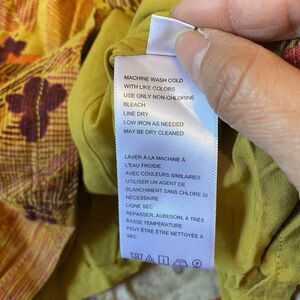 MACHINE WASH COLD
WITH LIKE COLORS
USE ONLY NON-CHLORINE
BLEACH
LINE DRY
LOW IRON AS NEEDED
MAY BE DRY CLEANED
LAVER À LA MACHINE À
L'EAU FROIDE
AVEC COULEURS SIMILAIRES
UTILISER UN AGENT DE
BLANCHIMENT SANS CHLORE SI
NÉCESSAIRE
LIGNE SEC
REPASSER, AUBESOIN, À TRÈS
BASSE TEMPÉRATURE
PEUT ÊTRE ÊTRE NETTOYÉE À
SEC